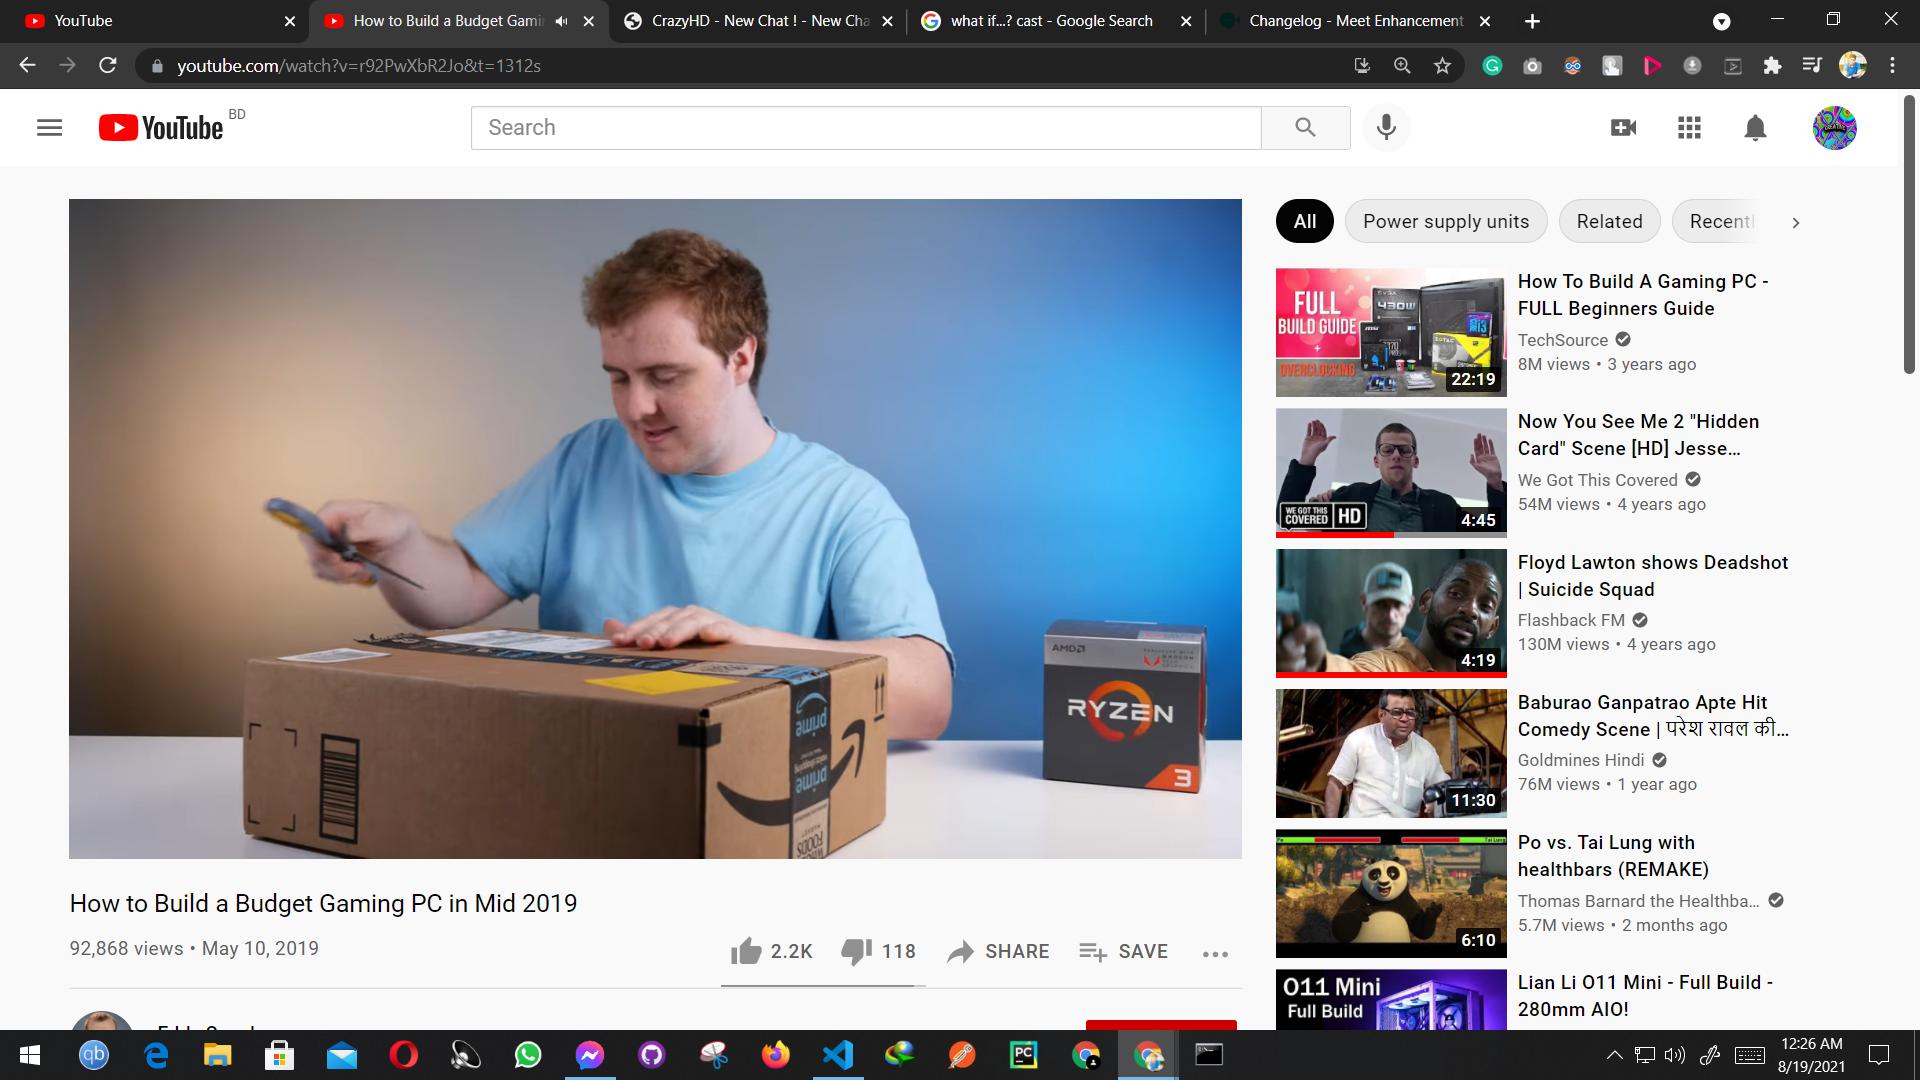 YouTube
How to Build a Budget Gami
CrazyHD - New Chat ! - New Cha
what if...? cast - Google Search
Changelog - Meet Enhancement
youtube.com/watch?v=r92PwXbR2Jo&t=1312s
YouTube BD
Search
AMD
RYZEN
3
prime
prime
How to Build a Budget Gaming PC in Mid 2019
92,868 views • May 10, 2019
2.2K
118
SHARE
SAVE
All
Power supply units
Related
Recentl
FULL
BUILD GUIDE
+
OVERCLOCKING
EVGA
430W
22:19
How To Build A Gaming PC -
FULL Beginners Guide
TechSource
8M views • 3 years ago
WE GOT THIS
COVERED HD
4:45
Now You See Me 2 "Hidden
Card" Scene [HD] Jesse...
We Got This Covered
54M views • 4 years ago
4:19
Floyd Lawton shows Deadshot
| Suicide Squad
Flashback FM
130M views • 4 years ago
11:30
Baburao Ganpatrao Apte Hit
Comedy Scene | परेश रावल की...
Goldmines Hindi
76M views • 1 year ago
Po
Tai Lung
6:10
Po vs. Tai Lung with
healthbars (REMAKE)
Thomas Barnard the Healthba...
5.7M views • 2 months ago
O11 Mini
Full Build
Lian Li O11 Mini - Full Build -
280mm AIO!
qb
PC
12:26 AM
8/19/2021